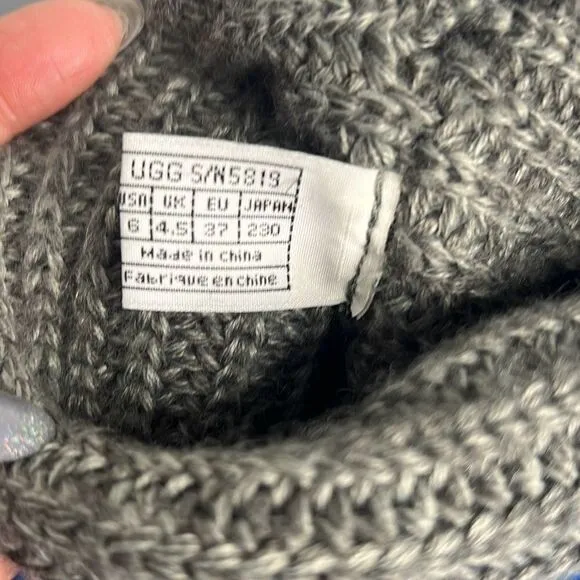 UGG S/N5819
USA UK EU JAPAN
6 4.5 37 230
Made in china
Fabrique en chine